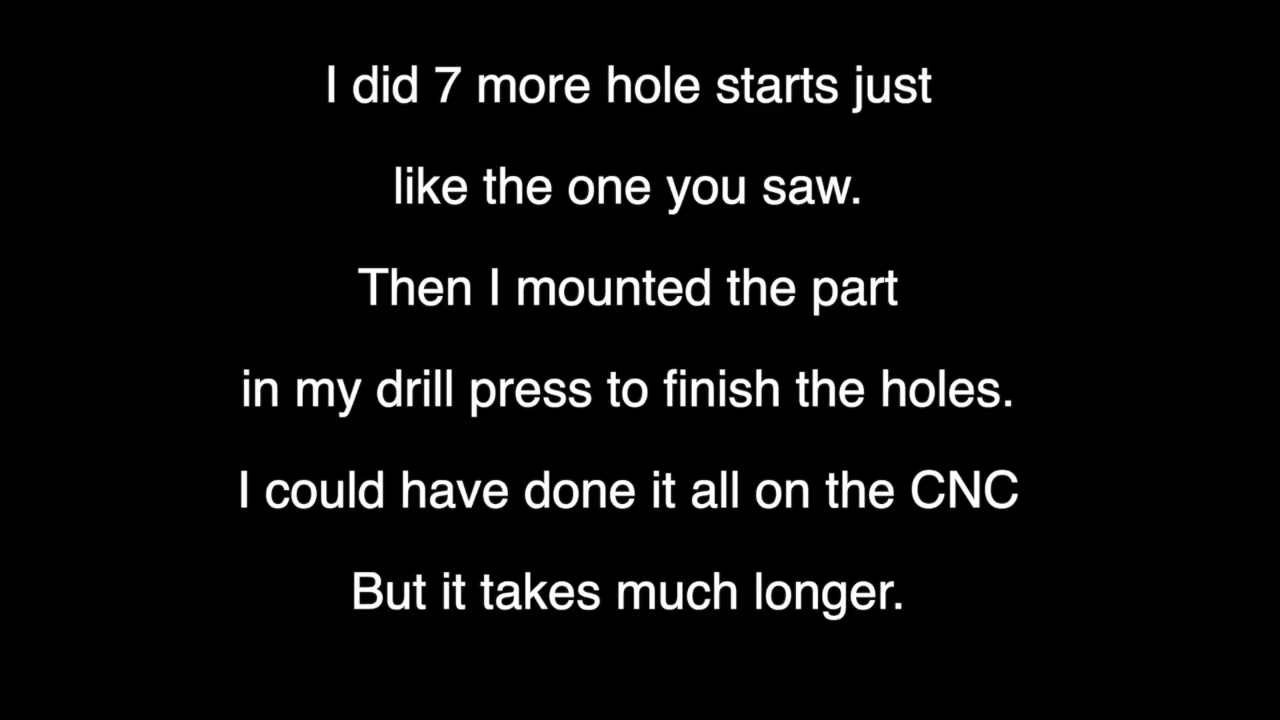 I did 7 more hole starts just
like the one you saw.
Then I mounted the part
in my drill press to finish the holes.
I could have done it all on the CNC
But it takes much longer.